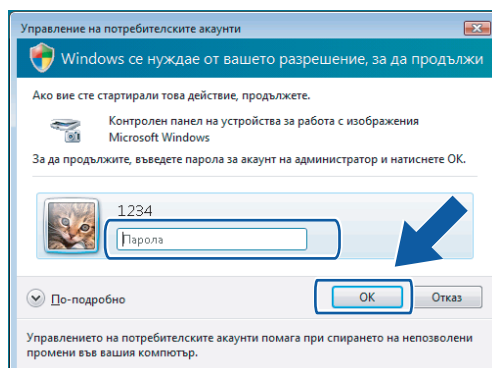 Управление на потребителските акаунти
Windows се нуждае от вашето разрешение, за да продължи
Ако вие сте стартирали това действие, продължете.
Контролен панел на устройства за работа с изображения
Microsoft Windows
За да продължите, въведете парола за акаунт на администратор и натиснете OK.
1234
Парола
По-подробно
OK
Отказ
Управлението на потребителските акаунти помага при спирането на непозволени
промени във вашия компютър.